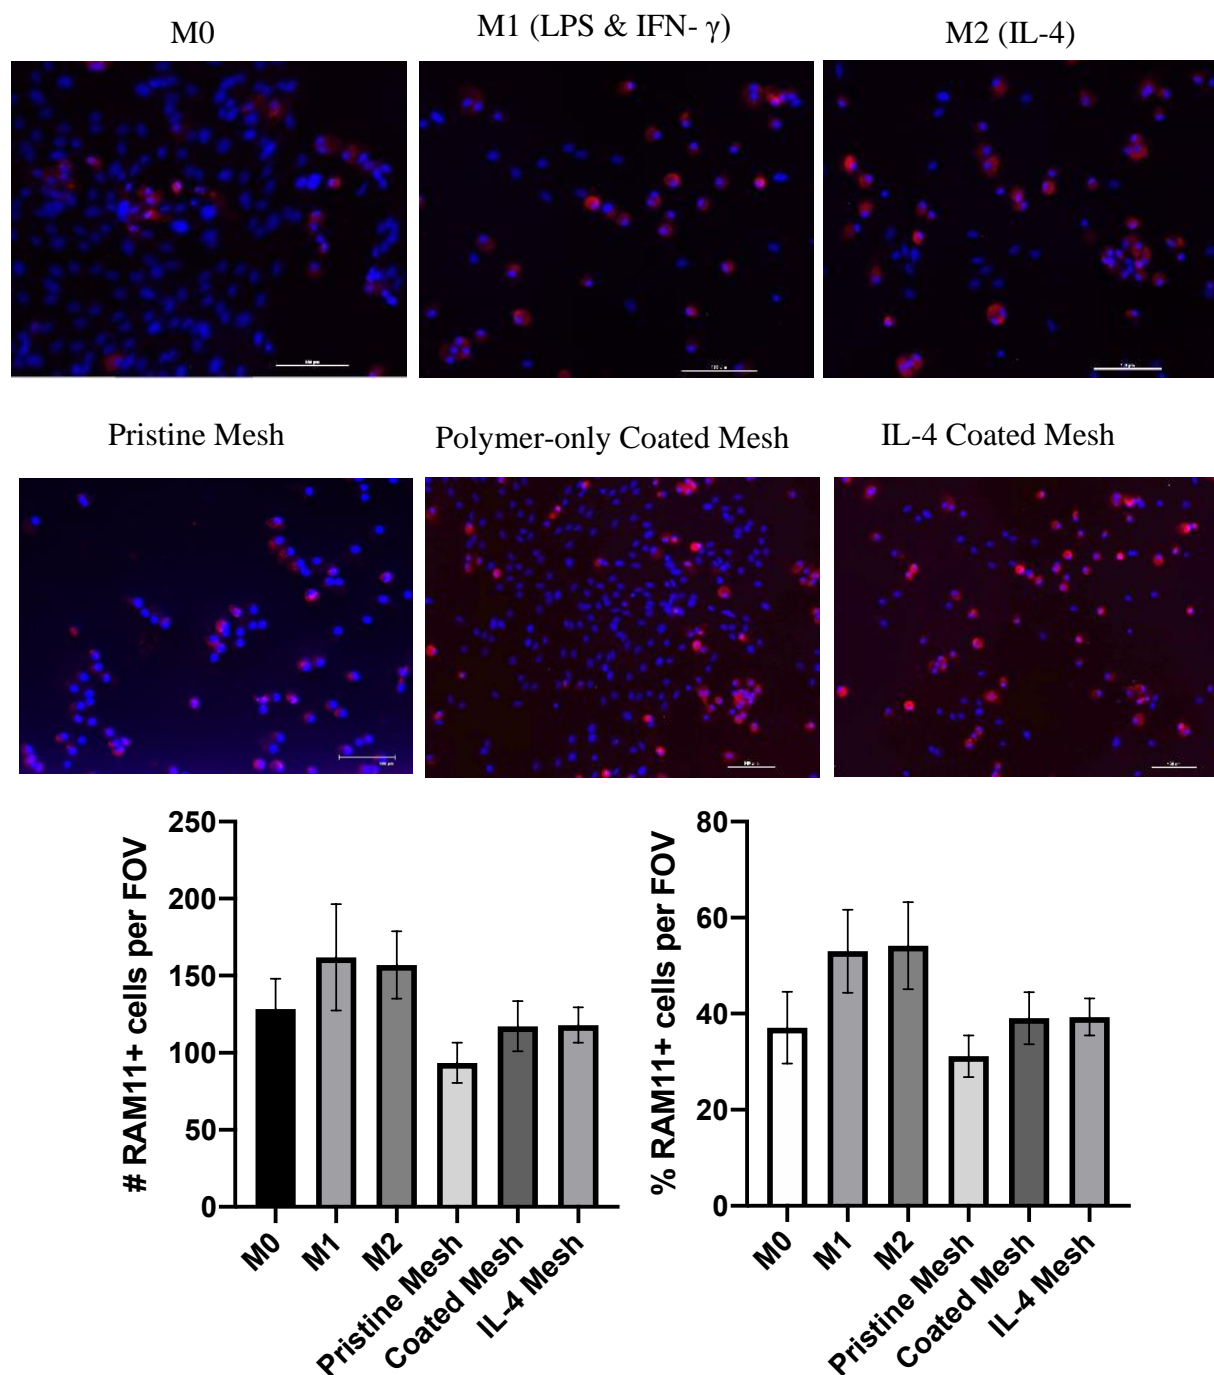 M0
M1 (LPS & IFN- γ)
M2 (IL-4)
Pristine Mesh
Polymer-only Coated Mesh
IL-4 Coated Mesh
# RAM11+ cells per FOV
250
200
150
100
50
0
M0
M1
M2
Pristine Mesh
Coated Mesh
IL-4 Mesh
% RAM11+ cells per FOV
80
60
40
20
0
M0
M1
M2
Pristine Mesh
Coated Mesh
IL-4 Mesh